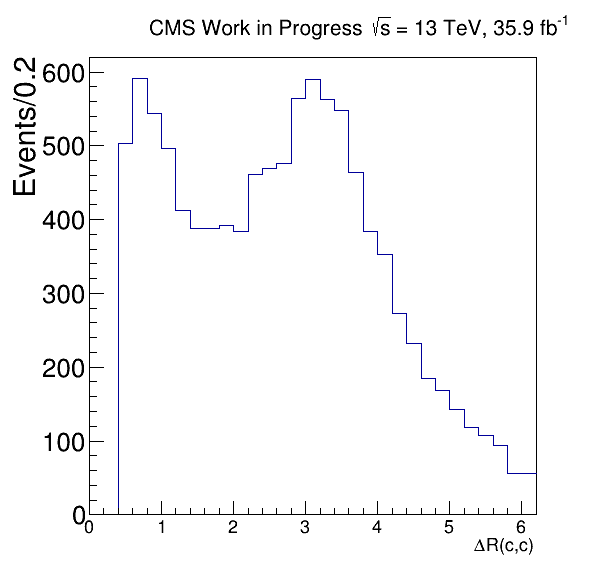 CMS Work in Progress √s = 13 TeV, 35.9 fb⁻¹
Events/0.2
600
500
400
300
200
100
0
0 1 2 3 4 5 6
ΔR(c,c)